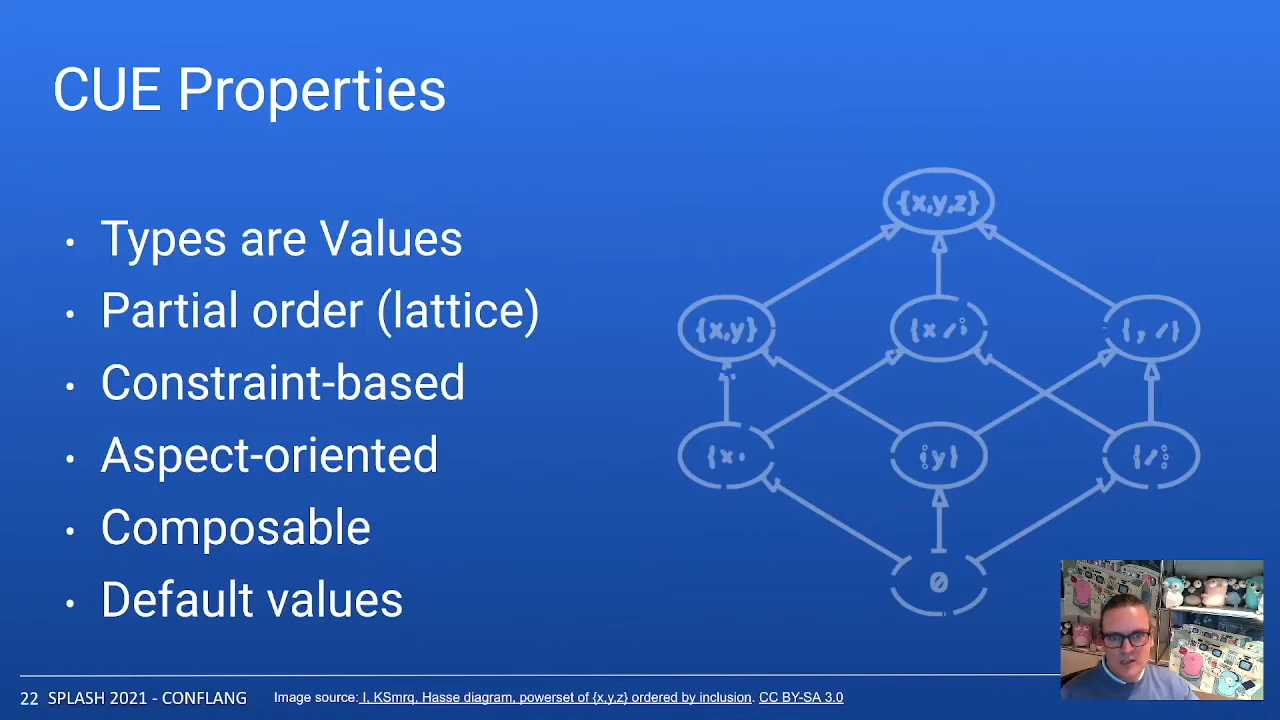 CUE Properties
• Types are Values
• Partial order (lattice)
• Constraint-based
• Aspect-oriented
• Composable
• Default values
{x,y,z}
{x,y}
{x
{x
y}
22 SPLASH 2021 - CONFLANG
Image source: I, KSmrq, Hasse diagram, powerset of {x,y,z} ordered by inclusion. CC BY-SA 3.0